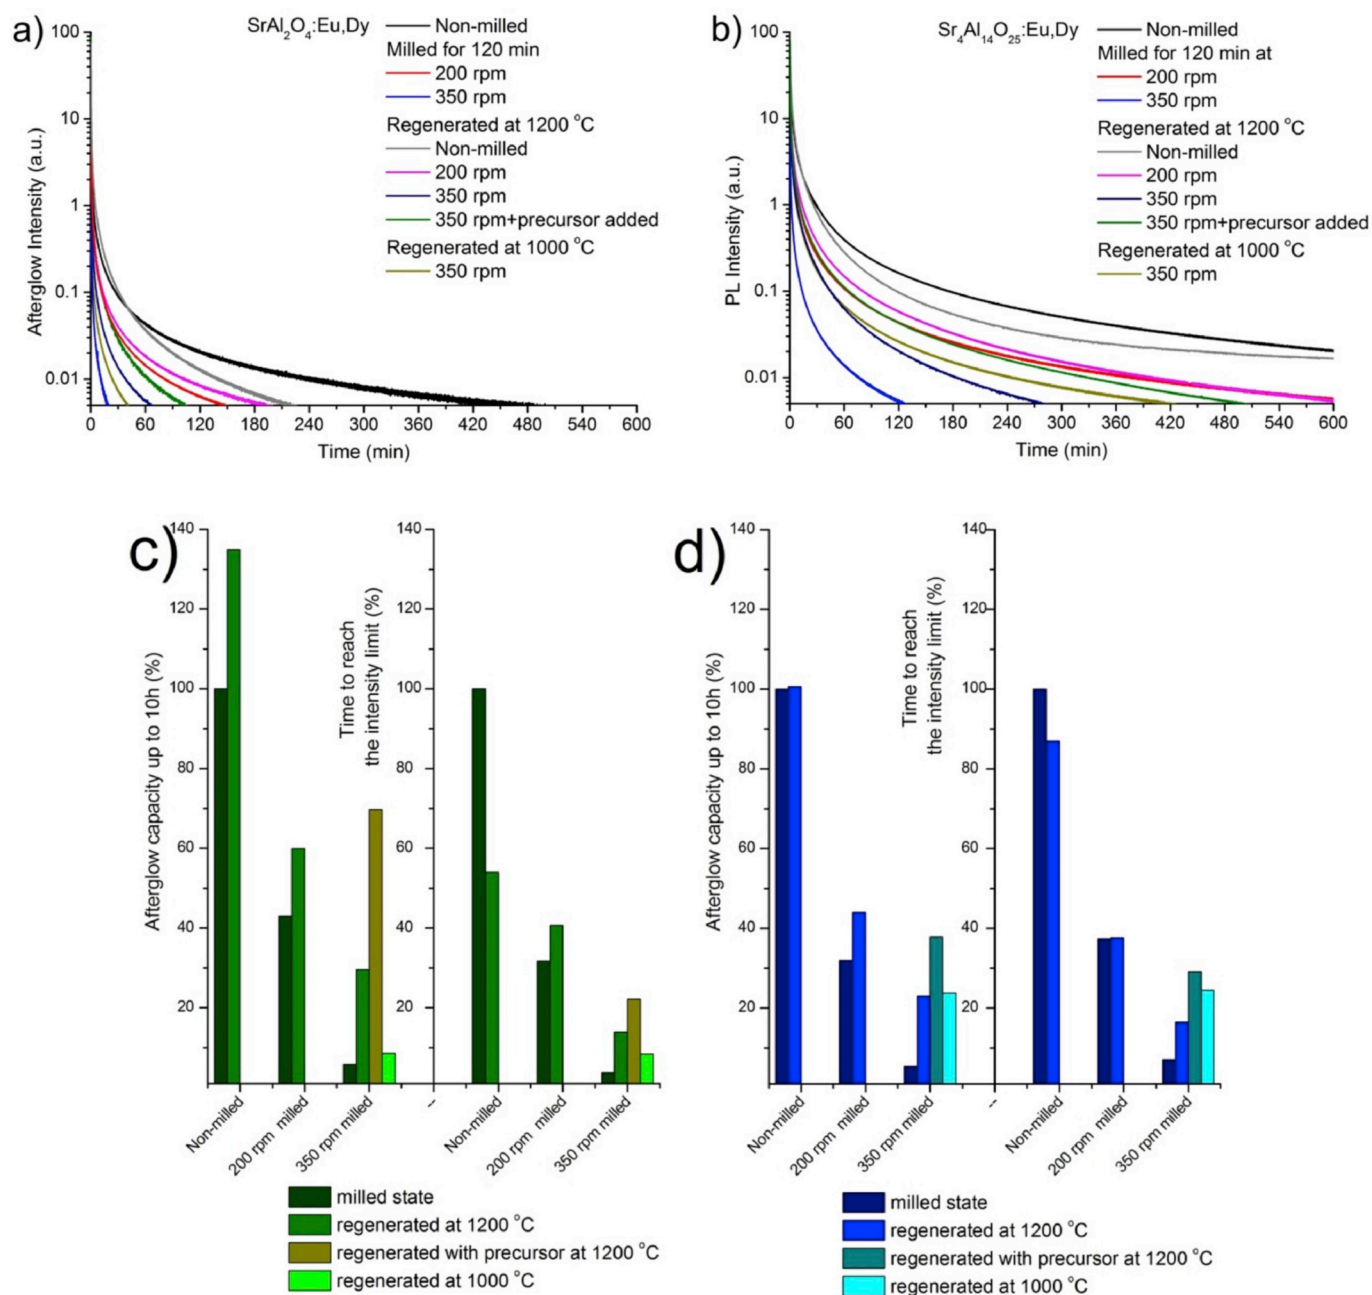 a)
SrAl₂O₄:Eu,Dy
Non-milled
Milled for 120 min
200 rpm
350 rpm
Regenerated at 1200 °C
Non-milled
200 rpm
350 rpm
350 rpm+precursor added
Regenerated at 1000 °C
350 rpm
Afterglow Intensity (a.u.)
100
10
1
0.1
0.01
0 60 120 180 240 300 360 420 480 540 600
Time (min)
b)
Sr₄Al₁₄O₂₅:Eu,Dy
Non-milled
Milled for 120 min at
200 rpm
350 rpm
Regenerated at 1200 °C
Non-milled
200 rpm
350 rpm
350 rpm+precursor added
Regenerated at 1000 °C
350 rpm
PL Intensity (a.u.)
100
10
1
0.1
0.01
0 60 120 180 240 300 360 420 480 540 600
Time (min)
c)
Afterglow capacity up to 10h (%)
140
120
100
80
60
40
20
Non-milled
200 rpm milled
350 rpm milled
--
Time to reach
the intensity limit (%)
140
120
100
80
60
40
20
Non-milled
200 rpm milled
350 rpm milled
milled state
regenerated at 1200 °C
regenerated with precursor at 1200 °C
regenerated at 1000 °C
d)
Afterglow capacity up to 10h (%)
140
120
100
80
60
40
20
Non-milled
200 rpm milled
350 rpm milled
--
Time to reach
the intensity limit (%)
140
120
100
80
60
40
20
Non-milled
200 rpm milled
350 rpm milled
milled state
regenerated at 1200 °C
regenerated with precursor at 1200 °C
regenerated at 1000 °C